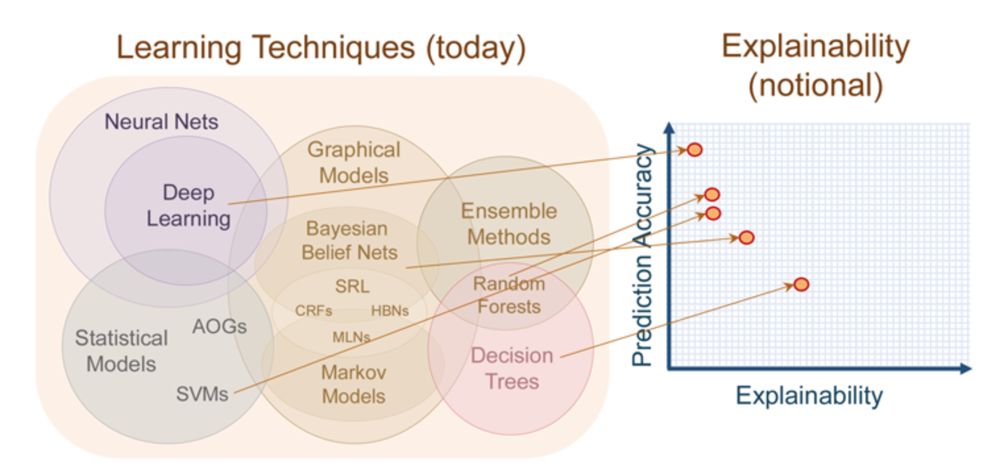 Learning Techniques (today)
Explainability
(notional)
Neural Nets
Deep
Learning
Graphical
Models
Bayesian
Belief Nets
SRL
CRFs
HBNs
MLNs
Markov
Models
Ensemble
Methods
Random
Forests
Decision
Trees
Statistical
Models
AOGs
SVMs
Prediction Accuracy
Explainability